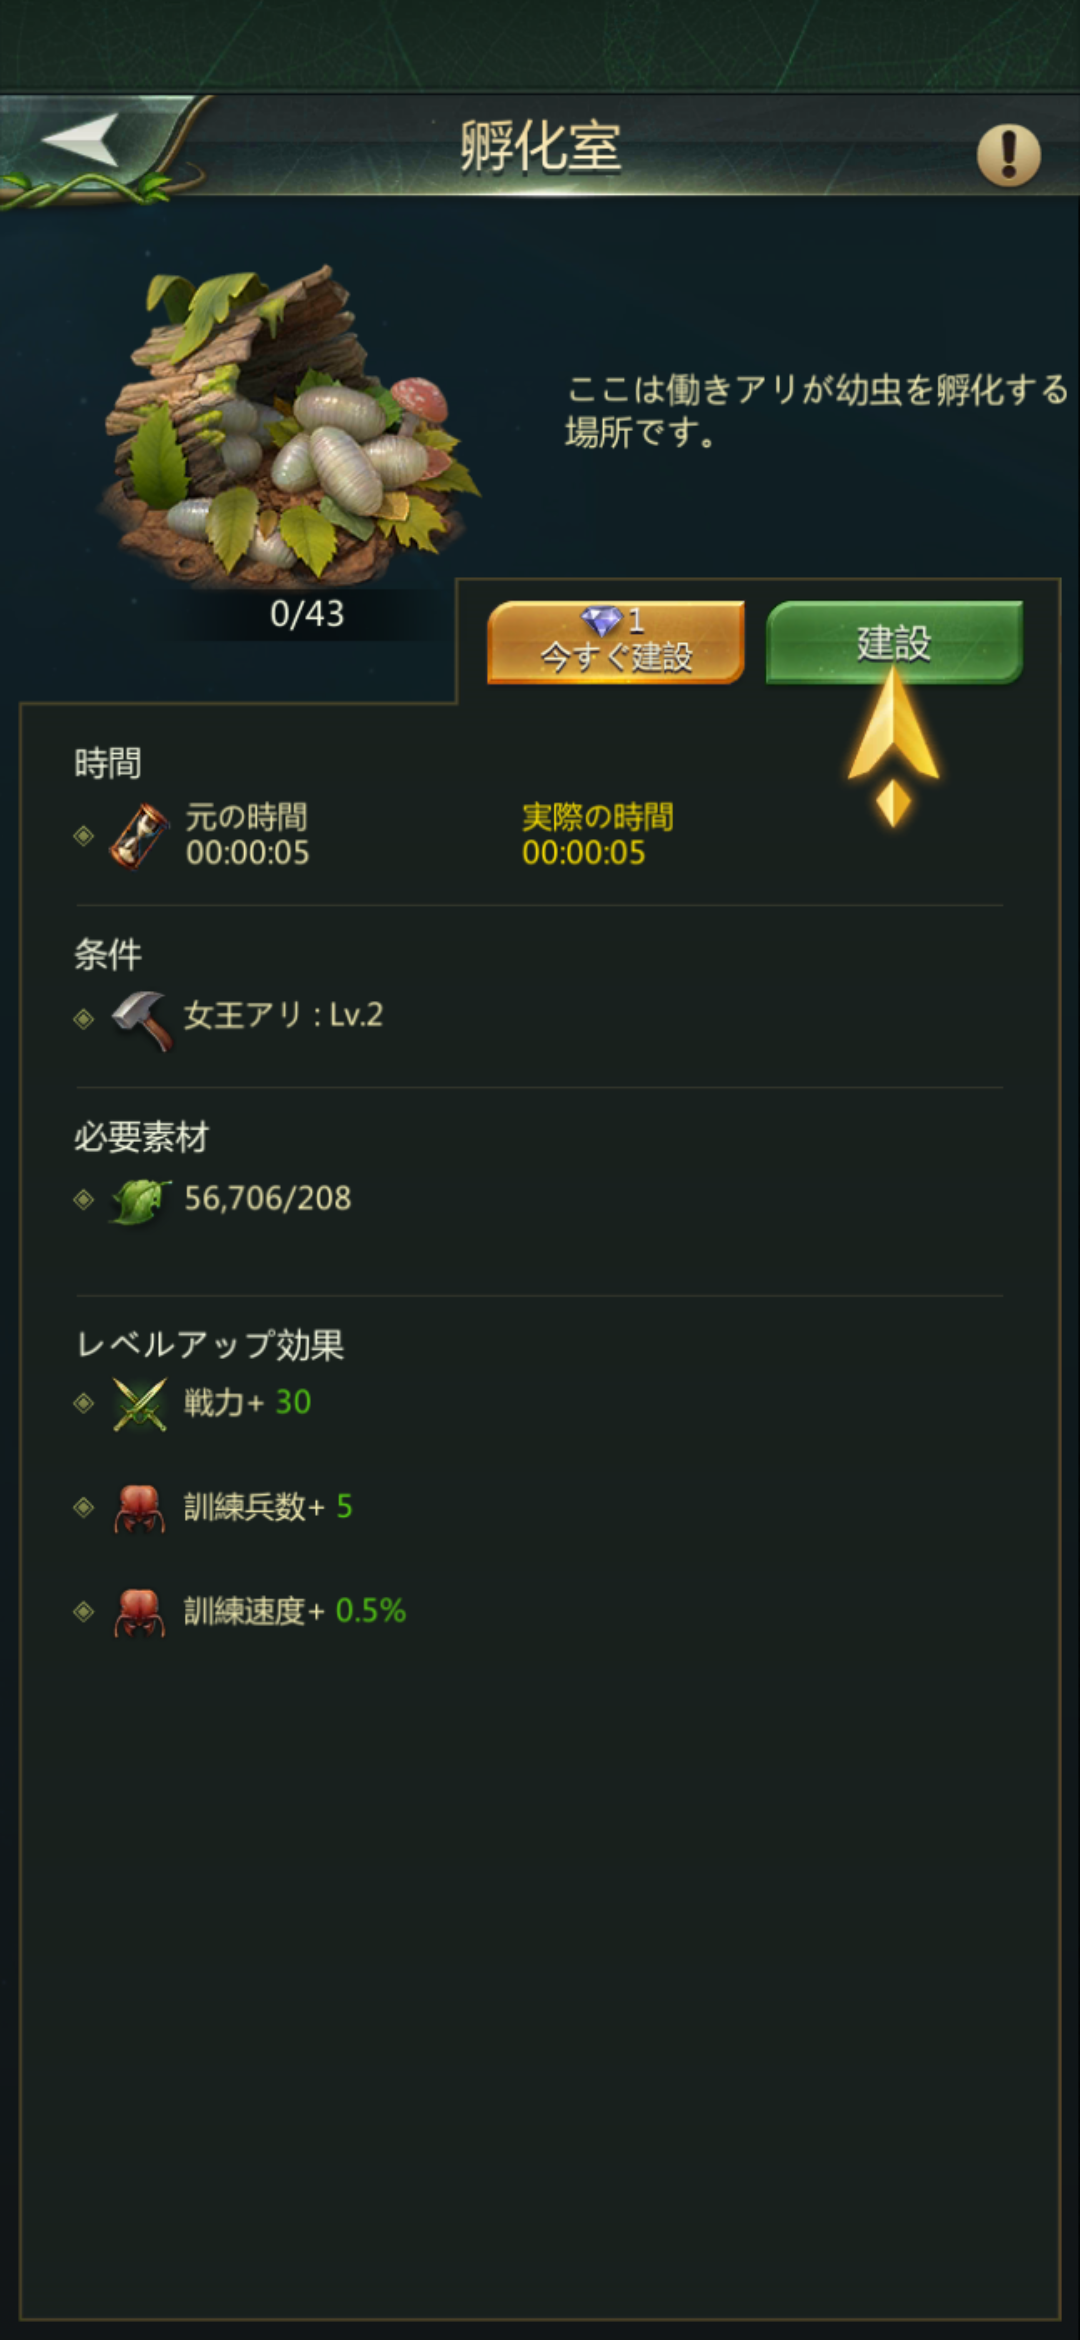 孵化室
ここは働きアリが幼虫を孵化する
場所です。
0/43
1
今すぐ建設
建設
時間
元の時間
00:00:05
実際の時間
00:00:05
条件
女王アリ : Lv.2
必要素材
56,706/208
レベルアップ効果
戦力+ 30
訓練兵数+ 5
訓練速度+ 0.5%